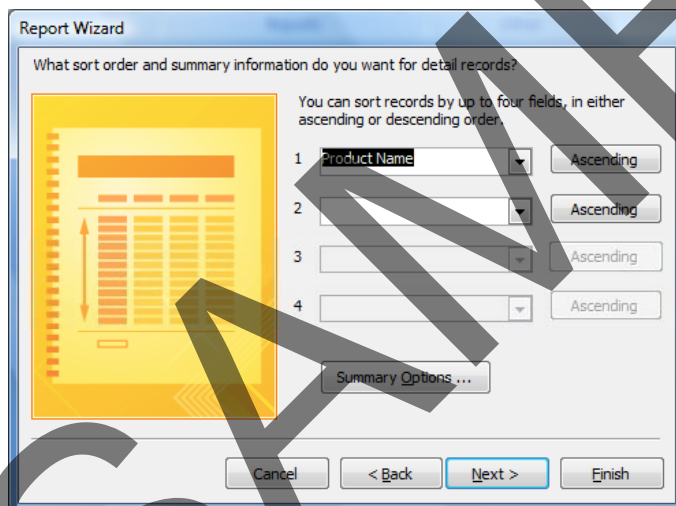 Report Wizard
What sort order and summary information do you want for detail records?
You can sort records by up to four fields, in either
ascending or descending order.
1 Product Name Ascending
2 Ascending
3 Ascending
4 Ascending
Summary Options ...
Cancel < Back Next > Finish